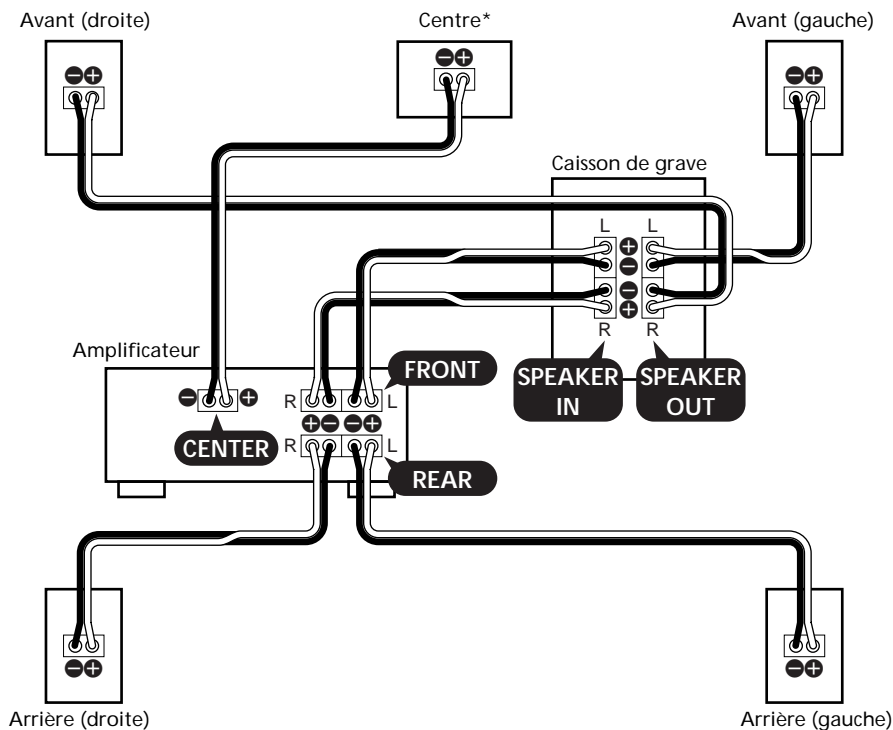 Avant (droite)
Centre*
Avant (gauche)
Caisson de grave
L L
R R
SPEAKER IN
SPEAKER OUT
Amplificateur
FRONT
R L
CENTER
R L
REAR
Arrière (droite)
Arrière (gauche)